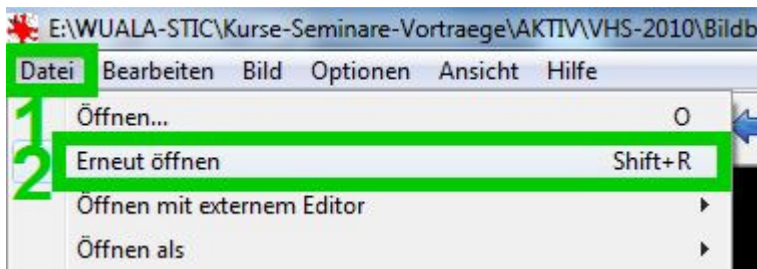 E:\WUALA-STIC\Kurse-Seminare-Vortraege\AKTIV\VHS-2010\Bildb
Datei Bearbeiten Bild Optionen Ansicht Hilfe
1 Öffnen... O
2 Erneut öffnen Shift+R
Öffnen mit externem Editor
Öffnen als